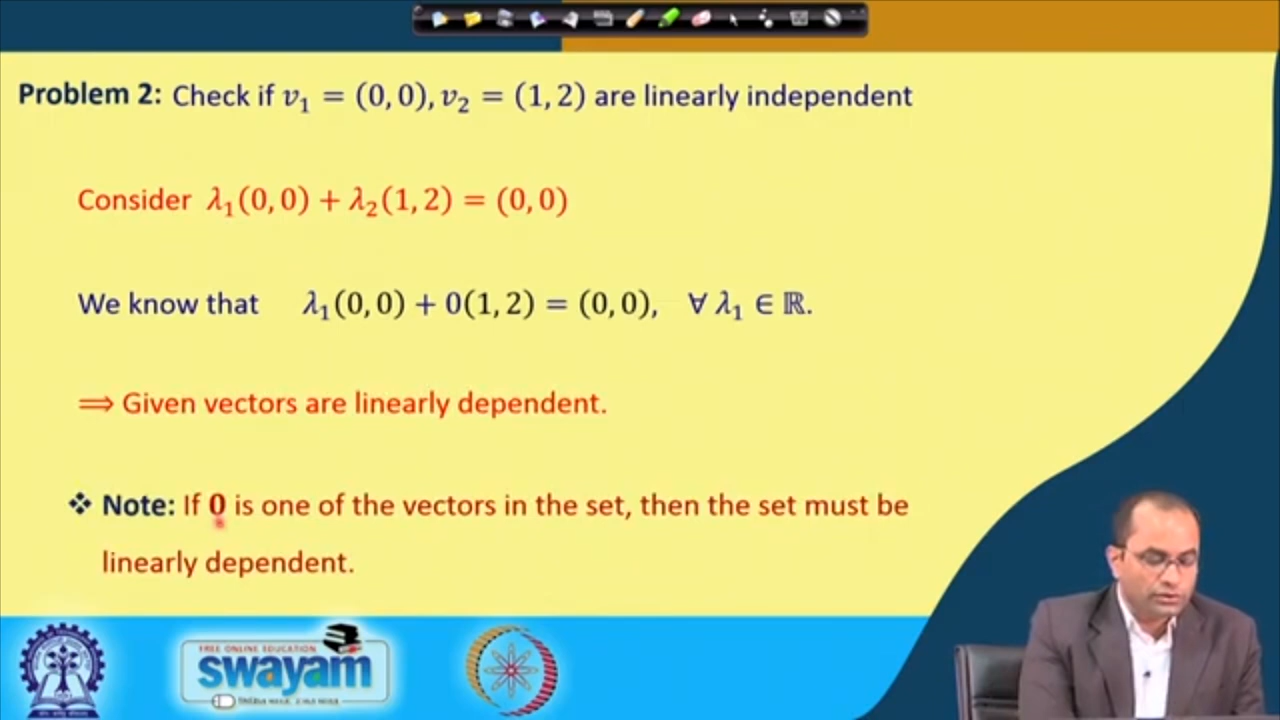 Problem 2: Check if 𝑣₁ = (0, 0), 𝑣₂ = (1, 2) are linearly independent
Consider λ₁(0, 0) + λ₂(1, 2) = (0, 0)
We know that λ₁(0, 0) + 0(1, 2) = (0, 0), ∀ λ₁ ∈ ℝ.
⟹ Given vectors are linearly dependent.
❖ Note: If 0 is one of the vectors in the set, then the set must be
linearly dependent.
FREE ONLINE EDUCATION
swayam